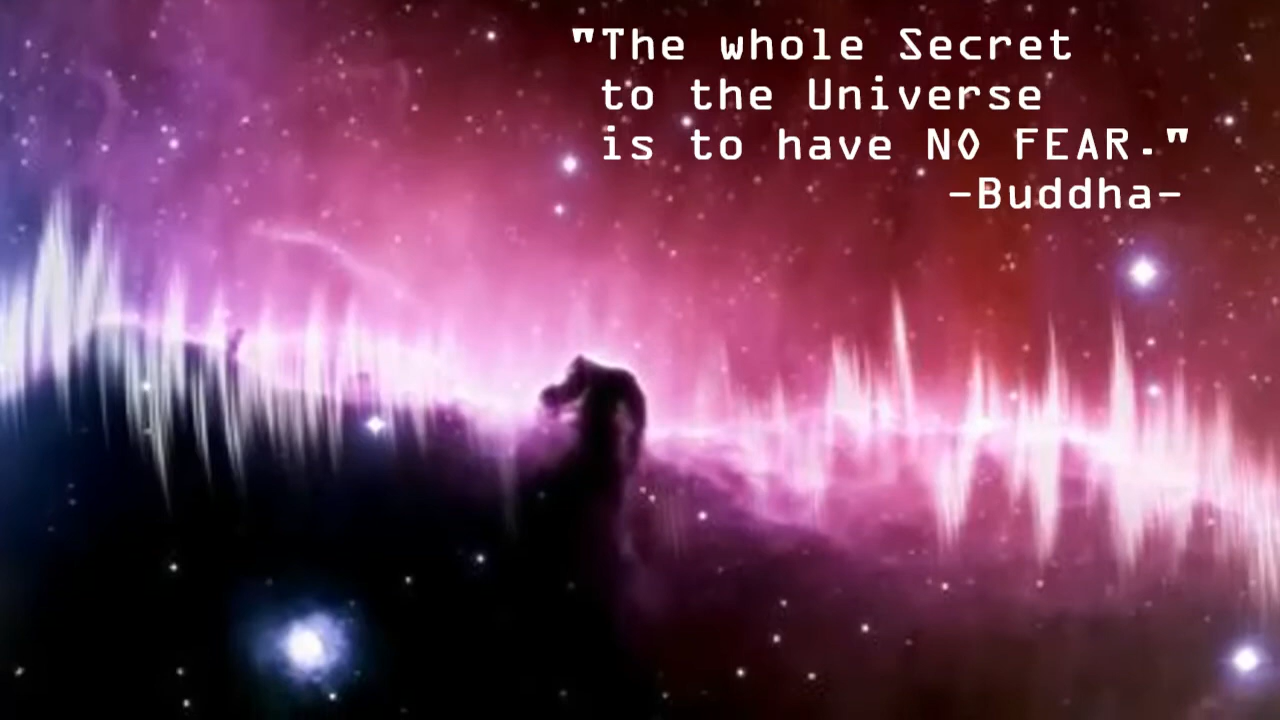 "The whole Secret
to the Universe
is to have NO FEAR."
-Buddha-